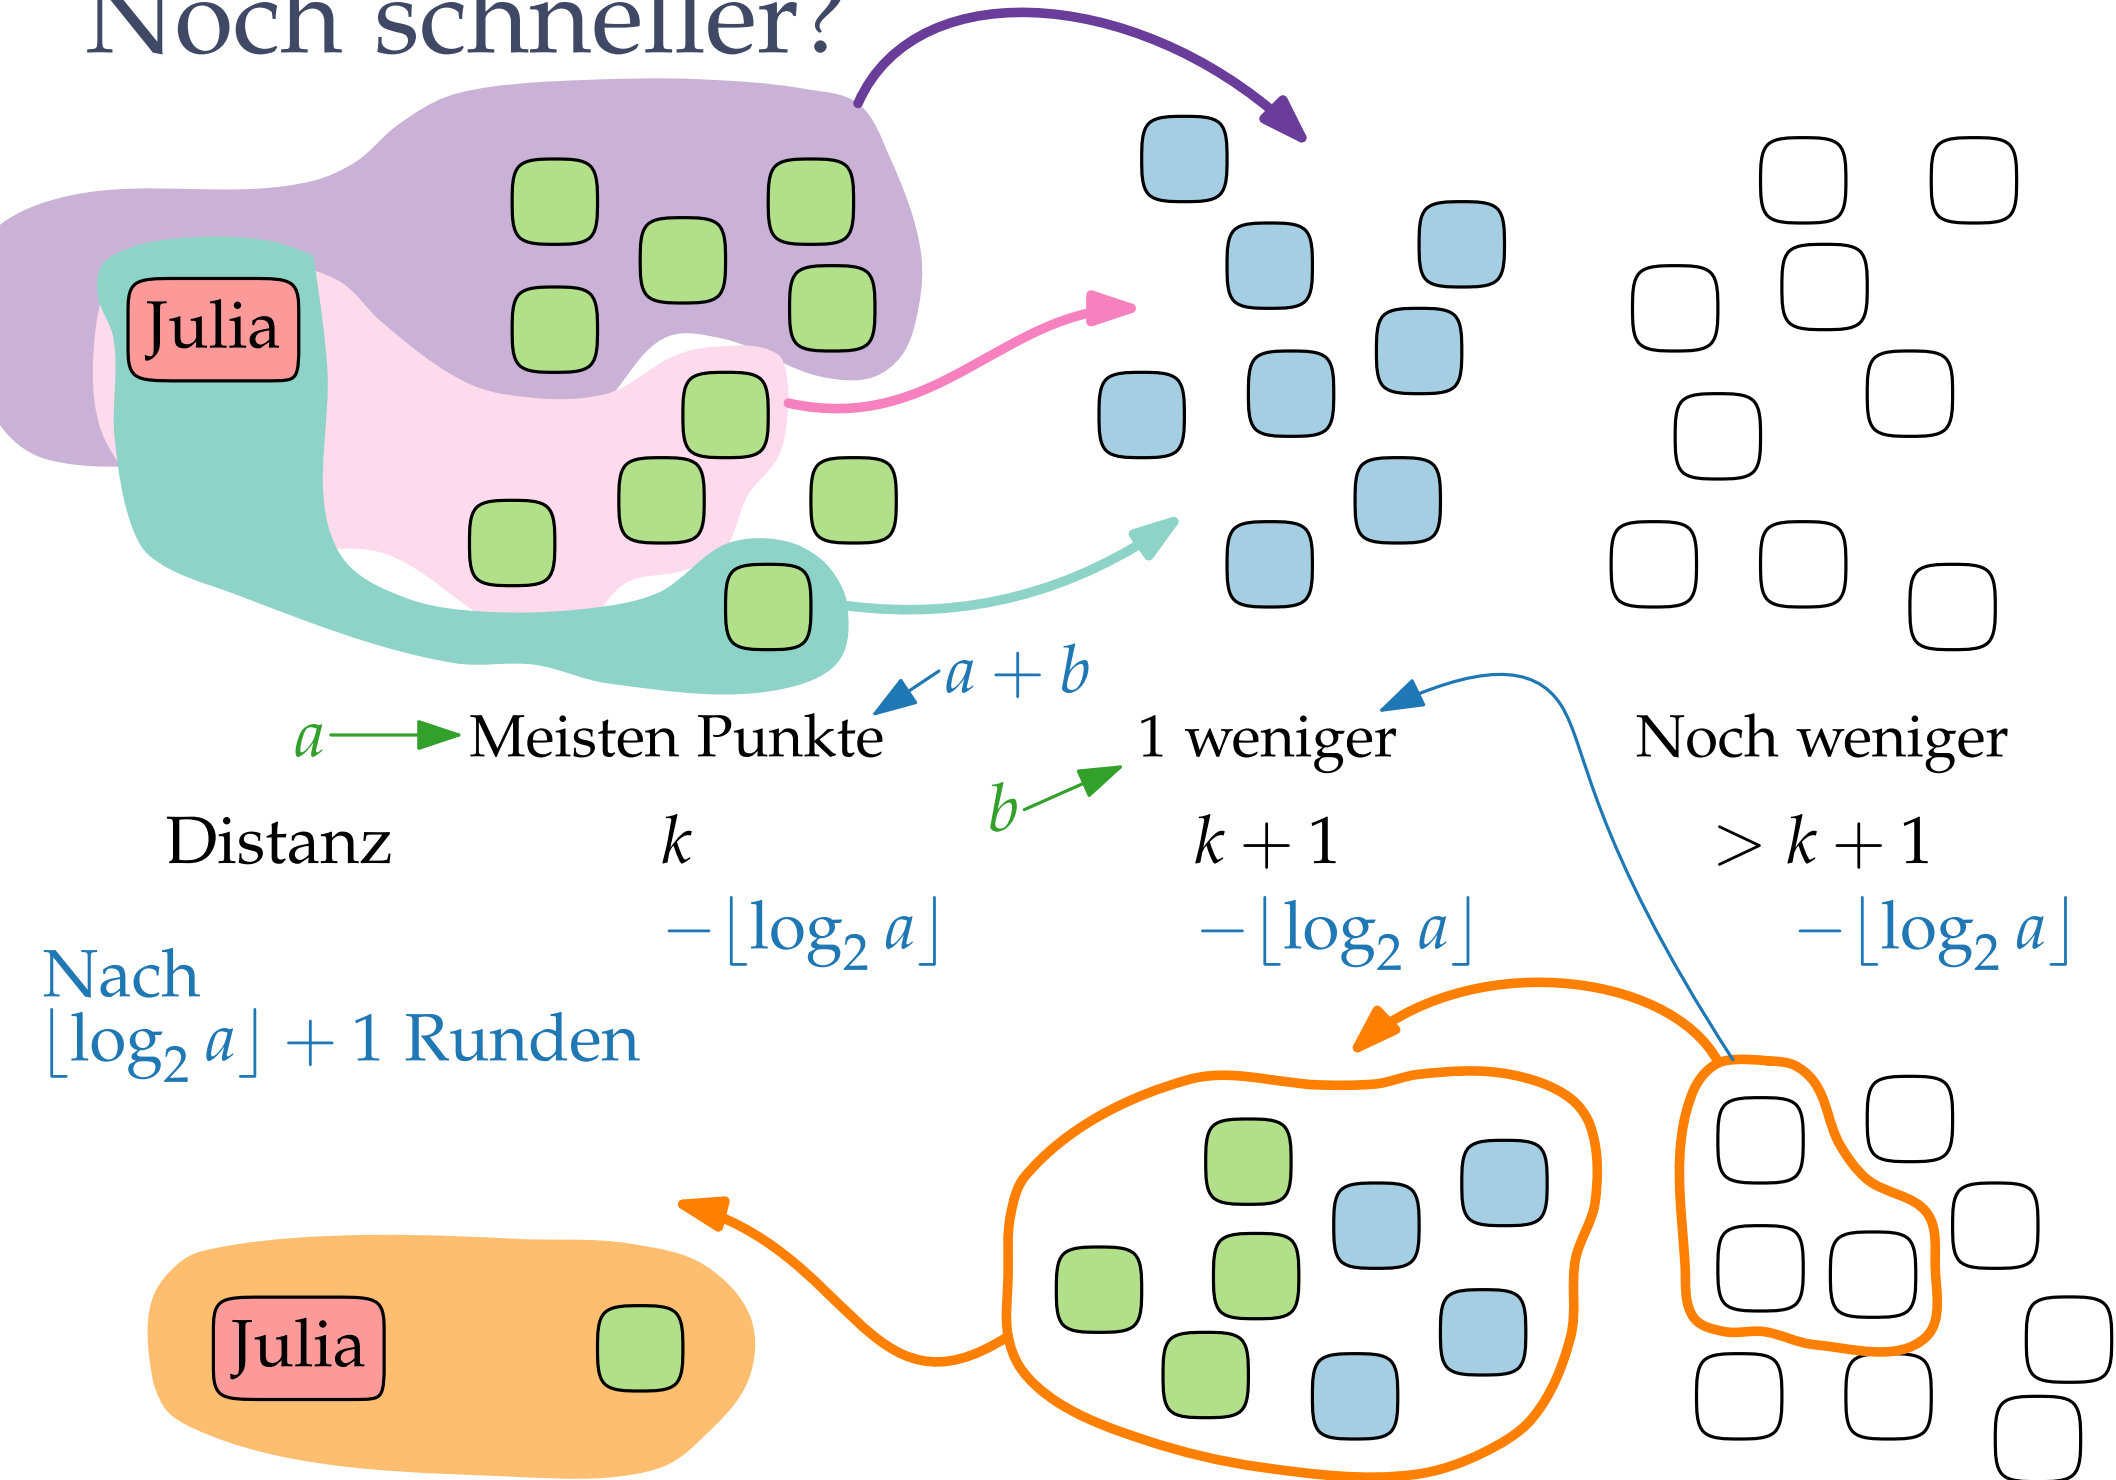 Noch schneller?
Julia
a + b
a Meisten Punkte 1 weniger Noch weniger
b
Distanz k k + 1 > k + 1
−⌊log₂ a⌋ −⌊log₂ a⌋ −⌊log₂ a⌋
Nach
⌊log₂ a⌋ + 1 Runden
Julia